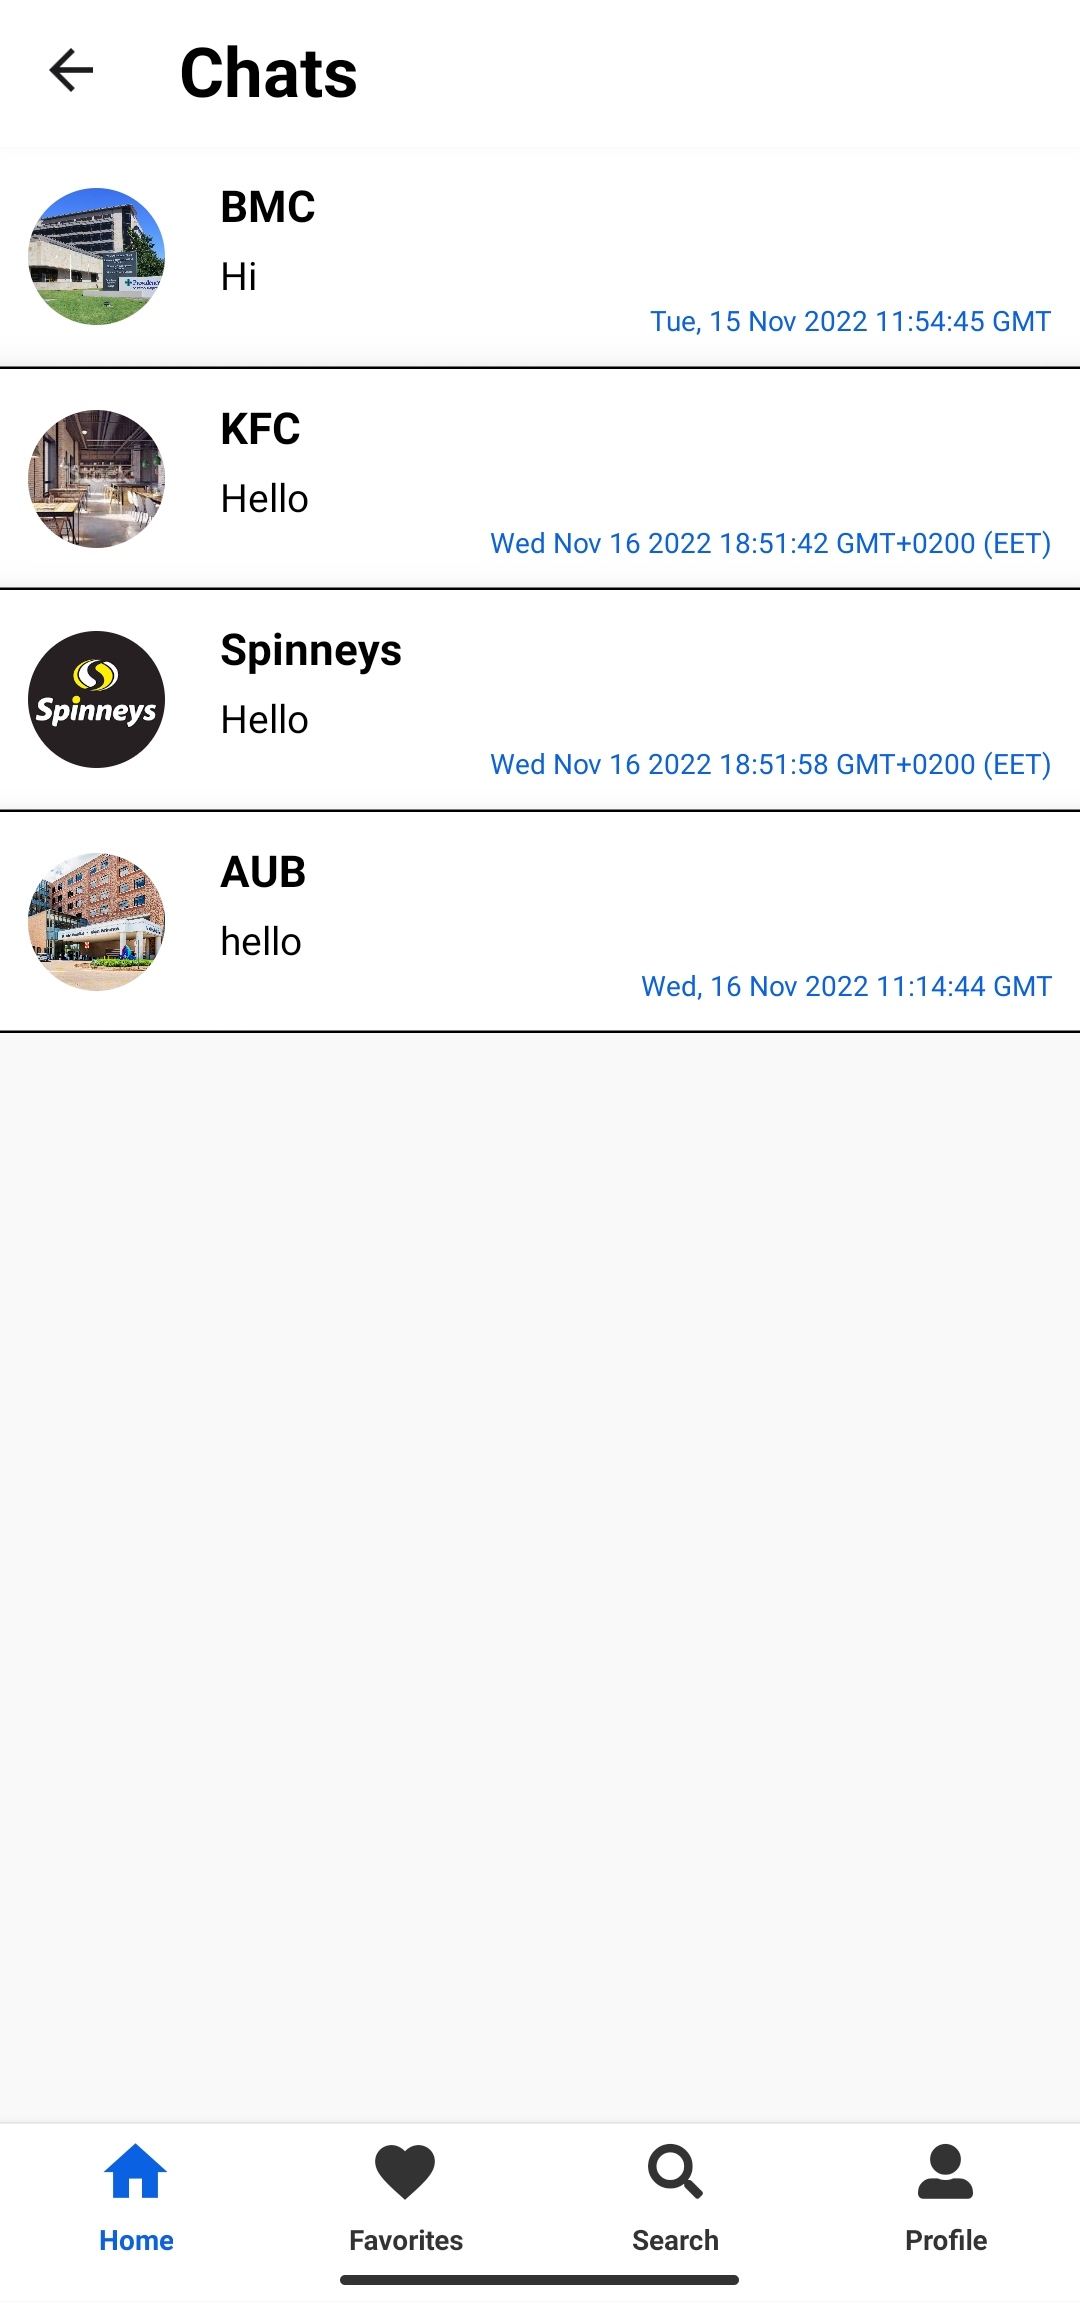 Chats
BMC
Hi
Tue, 15 Nov 2022 11:54:45 GMT
KFC
Hello
Wed Nov 16 2022 18:51:42 GMT+0200 (EET)
Spinneys
Spinneys
Hello
Wed Nov 16 2022 18:51:58 GMT+0200 (EET)
AUB
hello
Wed, 16 Nov 2022 11:14:44 GMT
Home
Favorites
Search
Profile